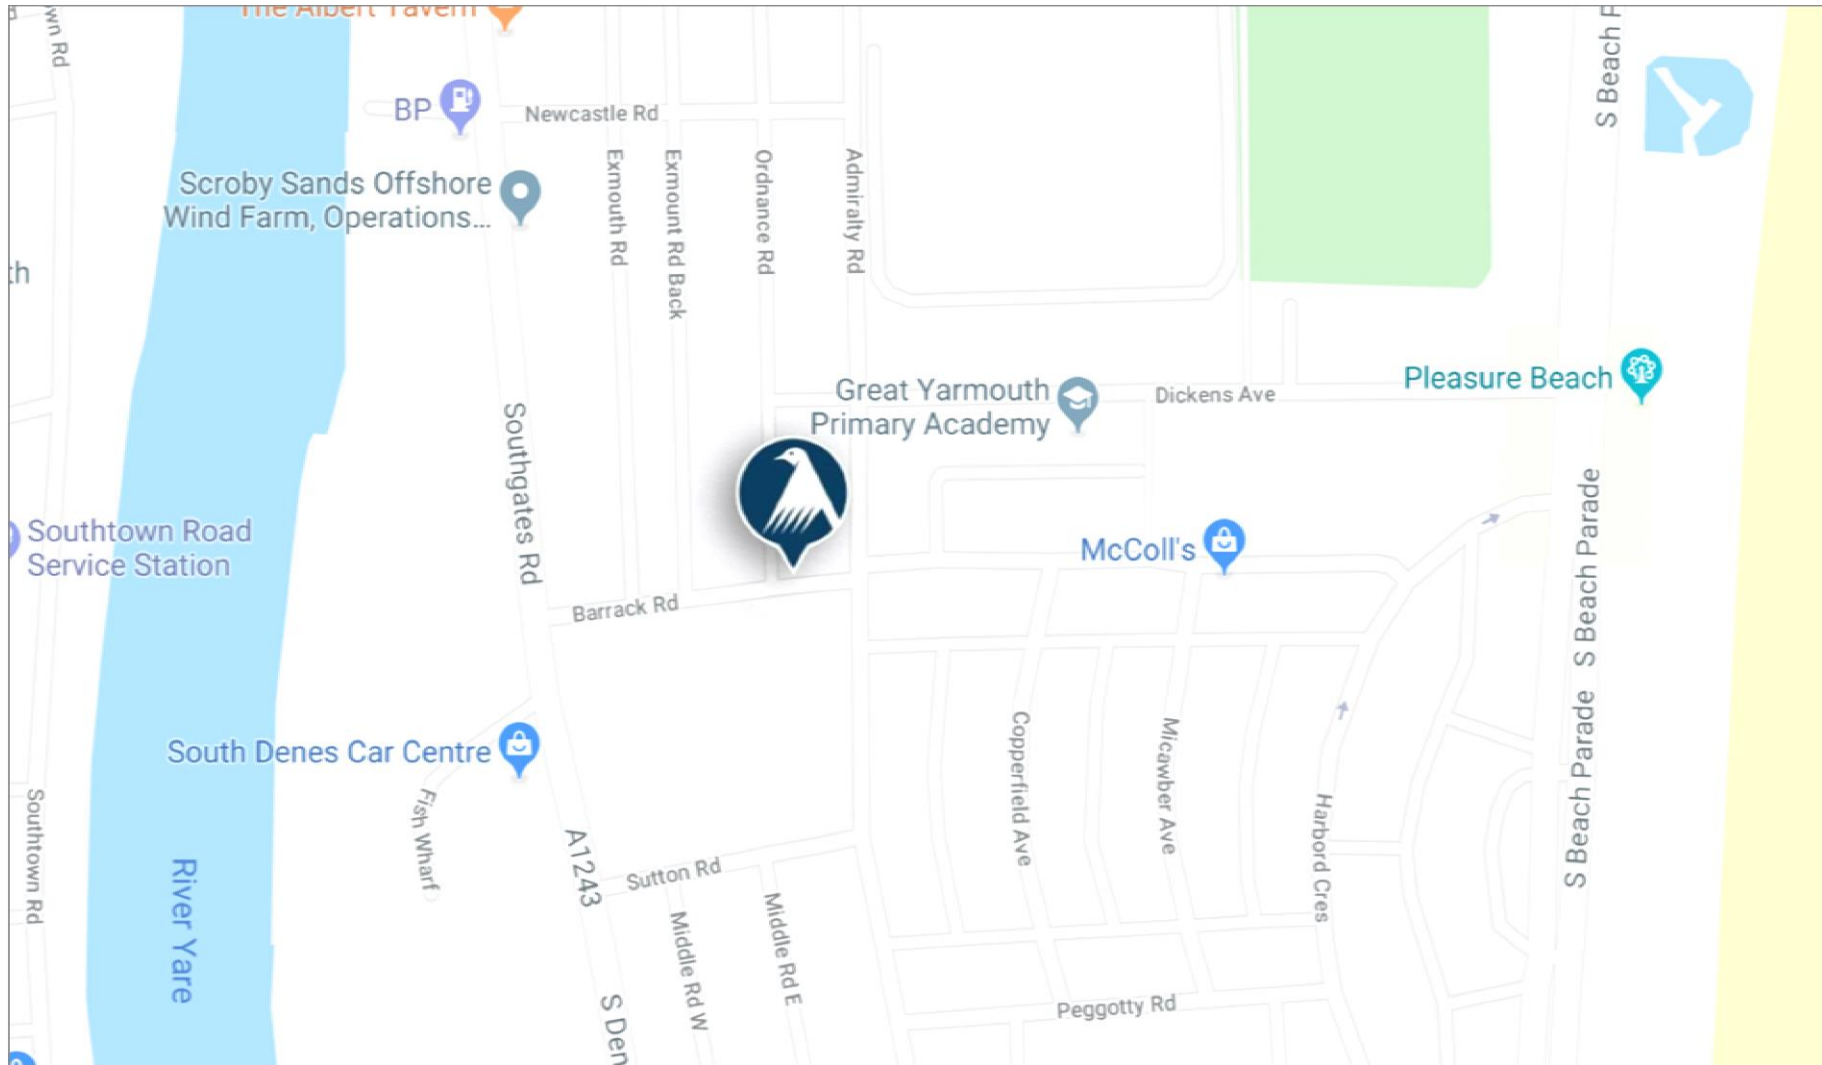 The Albert Tavern
wn Rd
S Beach P
BP
Newcastle Rd
Scroby Sands Offshore
Wind Farm, Operations...
Exmouth Rd
Exmount Rd Back
Ordnance Rd
Admiralty Rd
th
Great Yarmouth
Primary Academy
Dickens Ave
Pleasure Beach
Southgates Rd
Southtown Road
Service Station
McColl's
S Beach Parade
Barrack Rd
South Denes Car Centre
Copperfield Ave
Micawber Ave
S Beach Parade
Southtown Rd
Fish Wharf
A1243
Sutton Rd
Harbord Cres
River Yare
Middle Rd W
Middle Rd E
S Den
Peggotty Rd